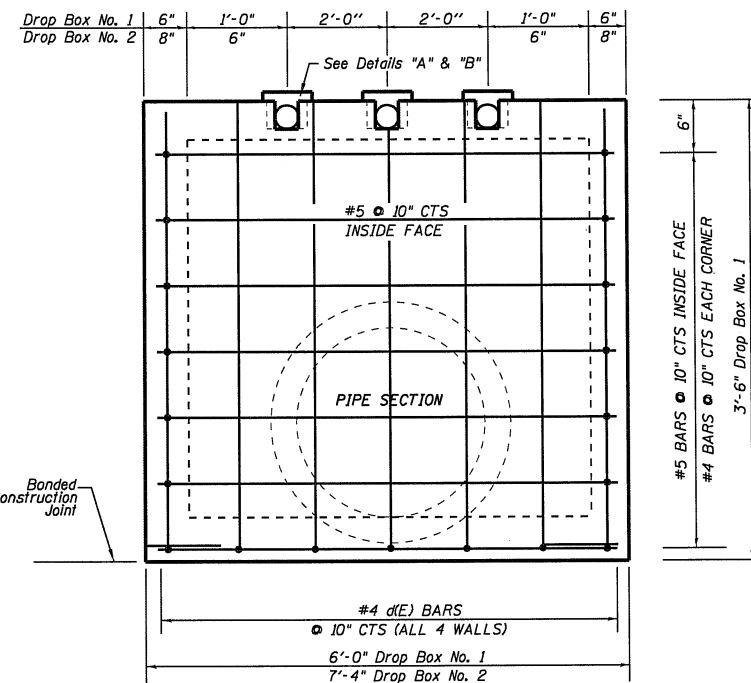 Drop Box No. 1 6" 1'-0" 2'-0" 2'-0" 1'-0" 6"
Drop Box No. 2 8" 6" 6" 8"
See Details "A" & "B"
6"
#5 @ 10" CTS
INSIDE FACE
#5 BARS @ 10" CTS INSIDE FACE
#4 BARS @ 10" CTS EACH CORNER
3'-6" Drop Box No. 1
PIPE SECTION
Bonded
onstruction
Joint
#4 d(E) BARS
@ 10" CTS (ALL 4 WALLS)
6'-0" Drop Box No. 1
7'-4" Drop Box No. 2